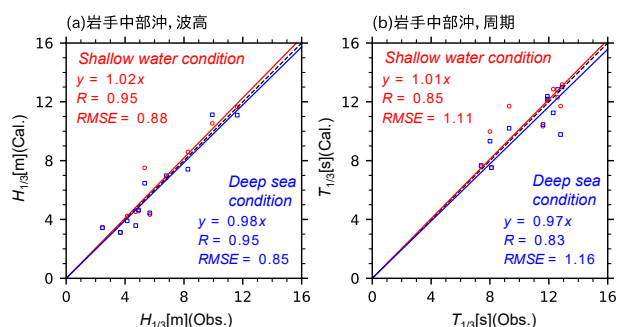 (a)岩手中部沖，波高
H1/3[m](Cal.)
16
12
8
4
0
Shallow water condition
y = 1.02x
R = 0.95
RMSE = 0.88
Deep sea
condition
y = 0.98x
R = 0.95
RMSE = 0.85
0 4 8 12 16
H1/3[m](Obs.)
(b)岩手中部沖，周期
T1/3[s](Cal.)
16
12
8
4
0
Shallow water condition
y = 1.01x
R = 0.85
RMSE = 1.11
Deep sea
condition
y = 0.97x
R = 0.83
RMSE = 1.16
0 4 8 12 16
T1/3[s](Obs.)